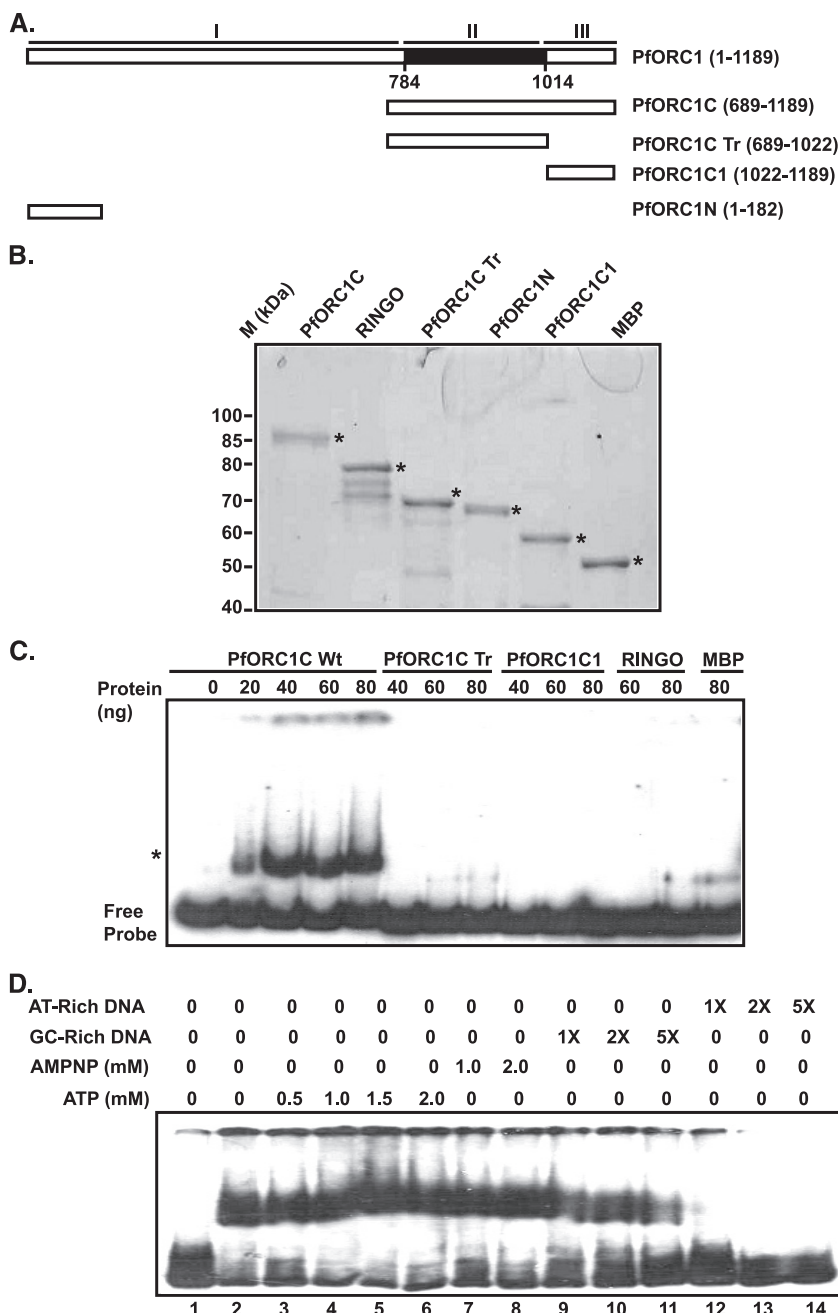 A.
I II III
PfORC1 (1-1189)
784 1014
PfORC1C (689-1189)
PfORC1C Tr (689-1022)
PfORC1C1 (1022-1189)
PfORC1N (1-182)
B.
M (kDa) PfORC1C RINGO PfORC1C Tr PfORC1N PfORC1C1 MBP
100
85 *
80 *
70 *
*
60 *
50 *
40
C.
PfORC1C Wt PfORC1C Tr PfORC1C1 RINGO MBP
Protein (ng) 0 20 40 60 80 40 60 80 40 60 80 60 80 80
*
Free
Probe
D.
AT-Rich DNA 0 0 0 0 0 0 0 0 0 0 0 1X 2X 5X
GC-Rich DNA 0 0 0 0 0 0 0 0 1X 2X 5X 0 0 0
AMPNP (mM) 0 0 0 0 0 0 1.0 2.0 0 0 0 0 0 0
ATP (mM) 0 0 0.5 1.0 1.5 2.0 0 0 0 0 0 0 0 0
1 2 3 4 5 6 7 8 9 10 11 12 13 14